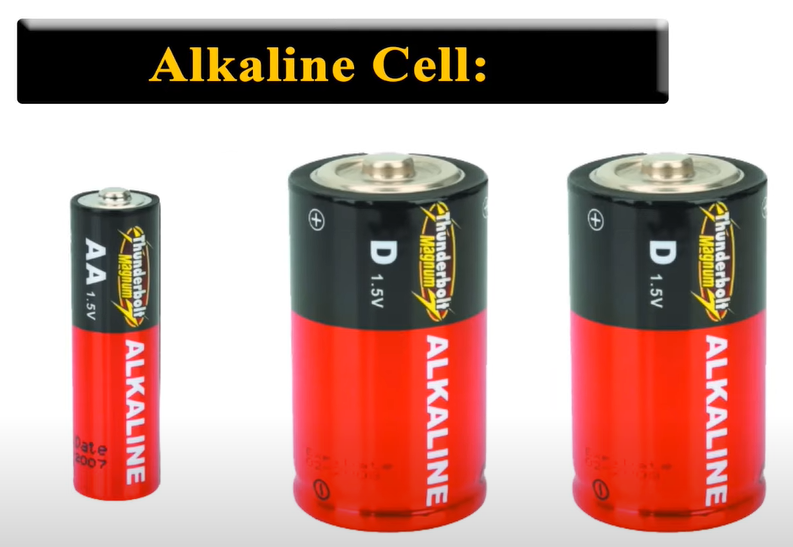 Alkaline Cell:
AA 1.5V
Thunderbolt
Magnum
ALKALINE
Date
2007
D 1.5V
Thunderbolt
Magnum
ALKALINE
D 1.5V
Thunderbolt
Magnum
ALKALINE